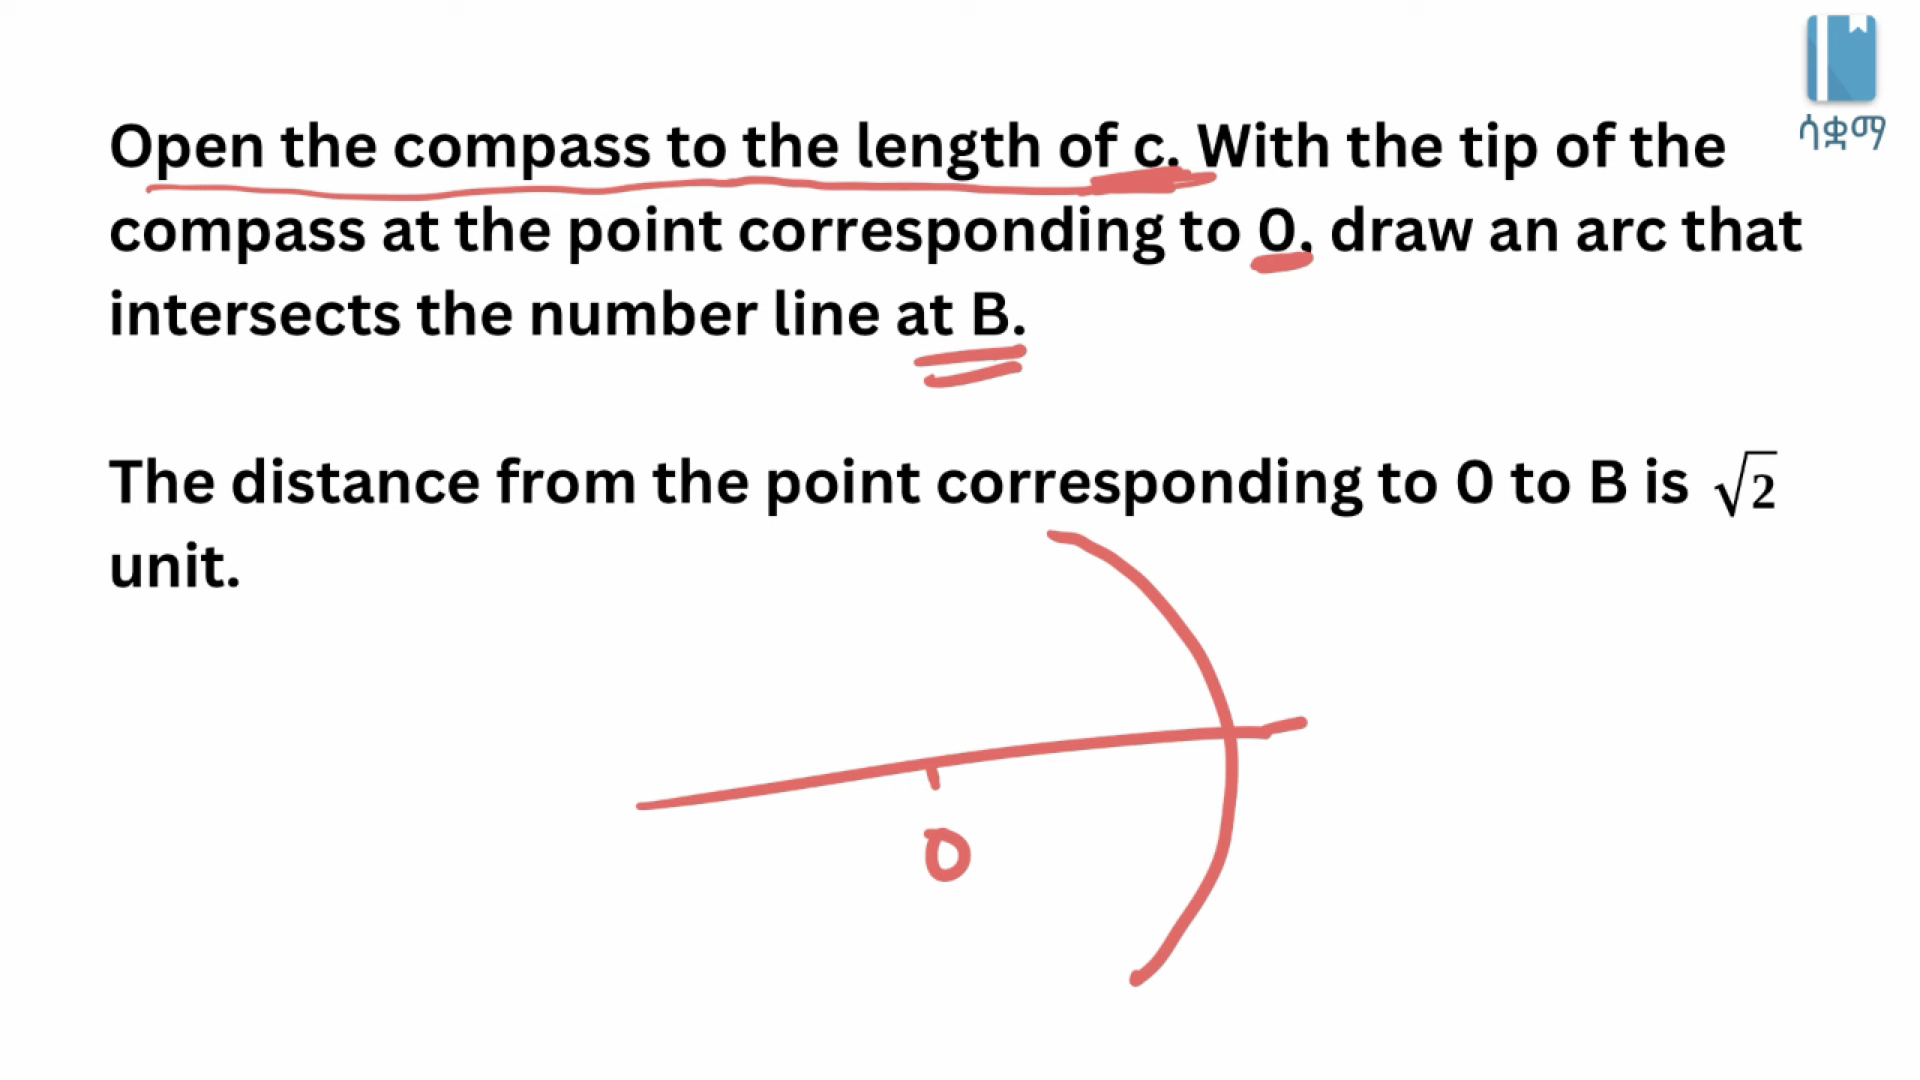 ሳቋማ
Open the compass to the length of c. With the tip of the
compass at the point corresponding to 0, draw an arc that
intersects the number line at B.
The distance from the point corresponding to 0 to B is √2
unit.
0